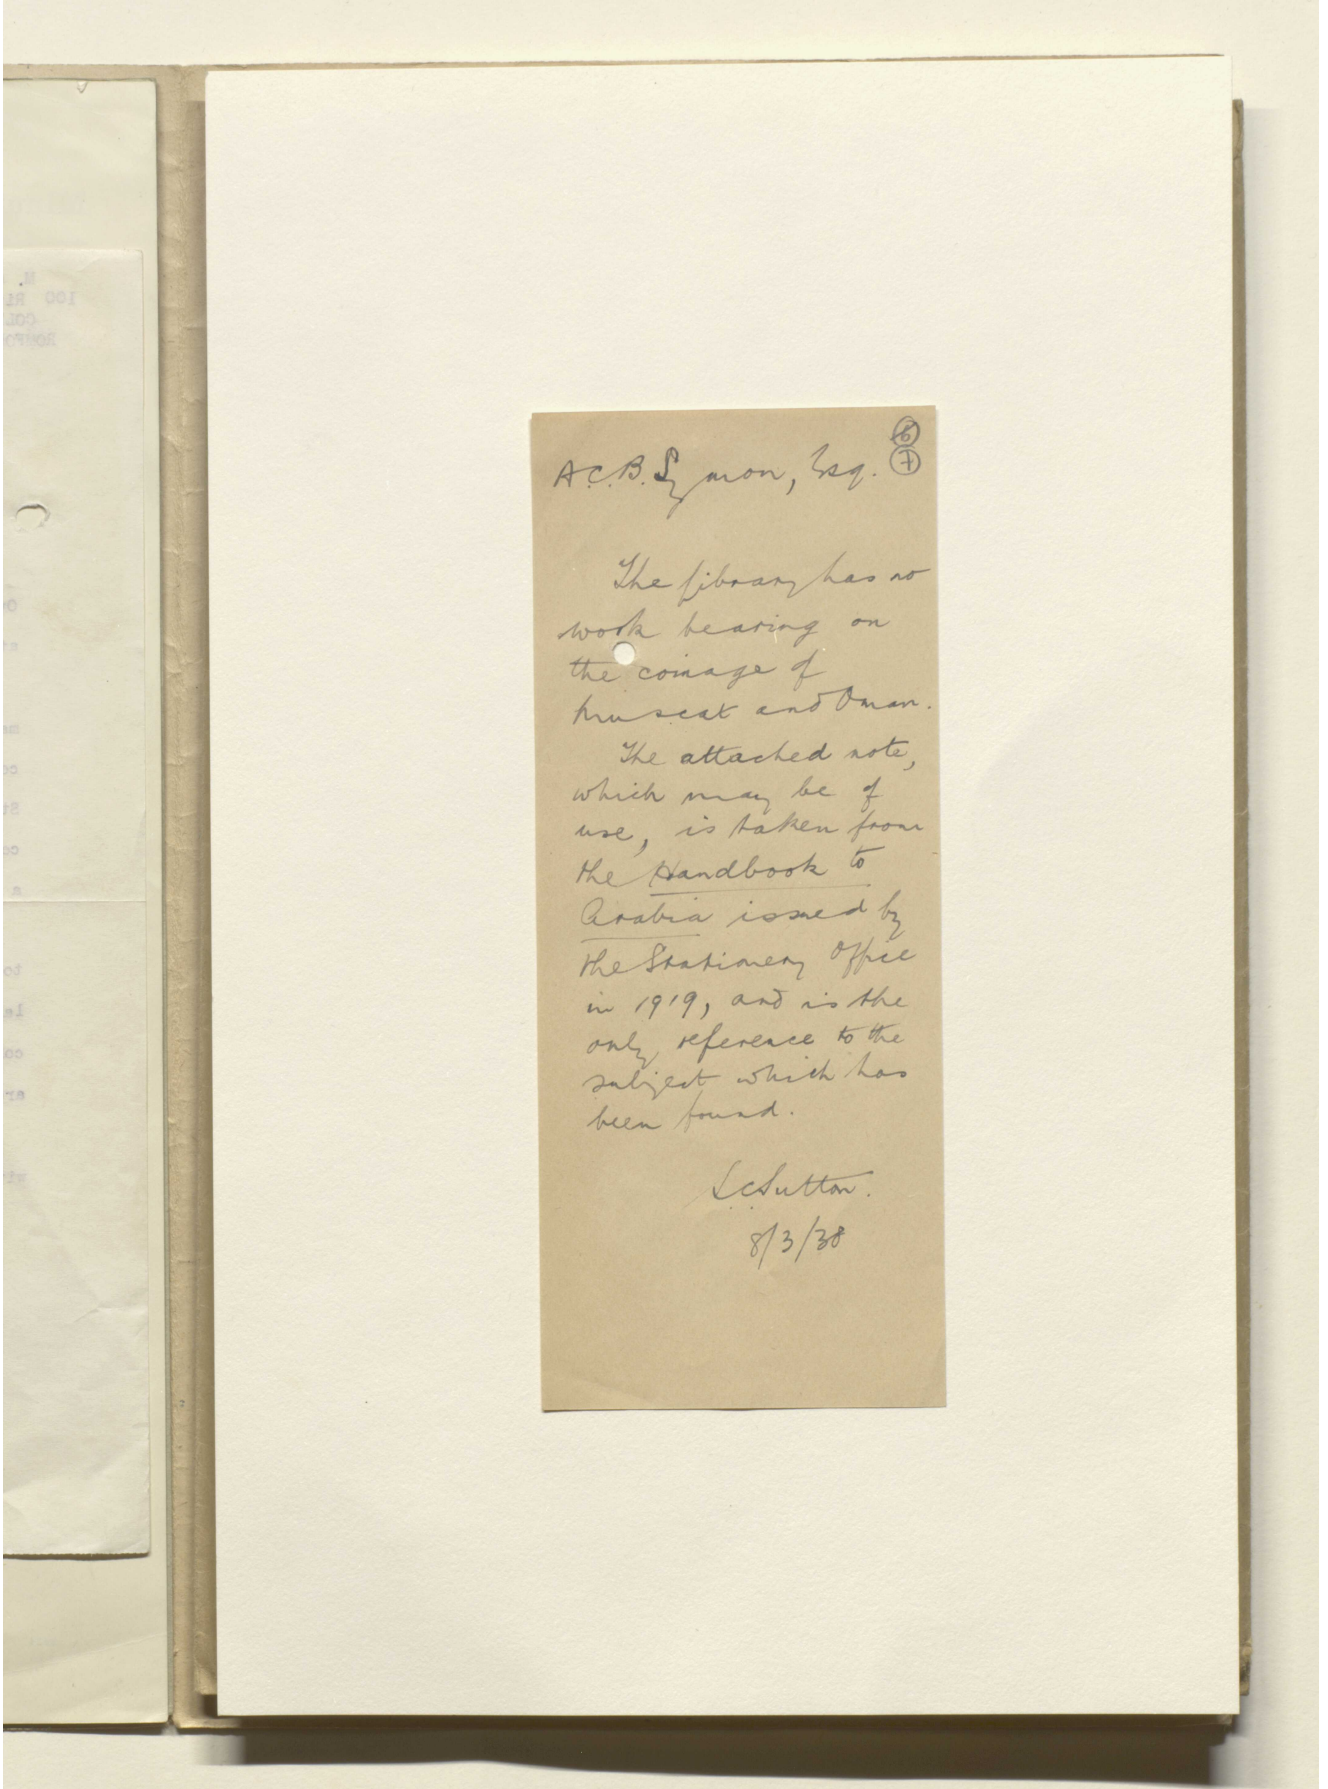 6
7
A.C.B. Symon, Esq.
The Library has no
work bearing on
the coinage of
Muscat and Oman.
The attached note,
which may be of
use, is taken from
the Handbook to
Arabia issued by
the Stationery Office
in 1919, and is the
only reference to the
subject which has
been found.
S.C. Sutton.
8/3/38